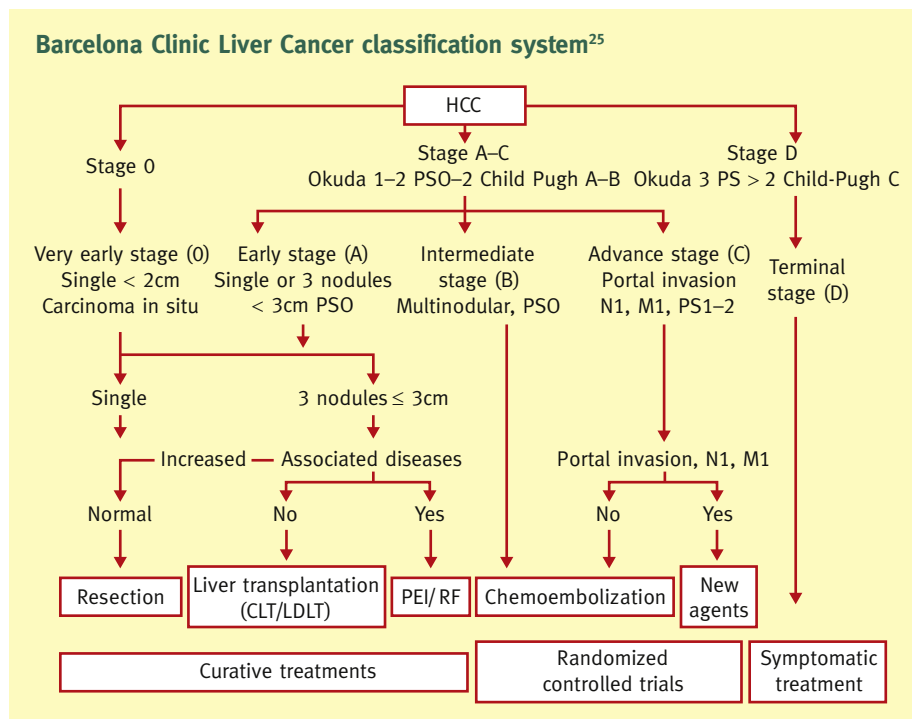 Barcelona Clinic Liver Cancer classification system25
HCC
Stage 0
Stage A–C
Okuda 1–2 PSO–2 Child Pugh A–B
Stage D
Okuda 3 PS > 2 Child-Pugh C
Very early stage (0)
Single < 2cm
Carcinoma in situ
Early stage (A)
Single or 3 nodules
< 3cm PSO
Intermediate
stage (B)
Multinodular, PSO
Advance stage (C)
Portal invasion
N1, M1, PS1–2
Terminal
stage (D)
Single
3 nodules ≤ 3cm
Increased
Associated diseases
Portal invasion, N1, M1
Normal
No
Yes
No
Yes
Resection
Liver transplantation
(CLT/LDLT)
PEI/ RF
Chemoembolization
New
agents
Curative treatments
Randomized
controlled trials
Symptomatic
treatment